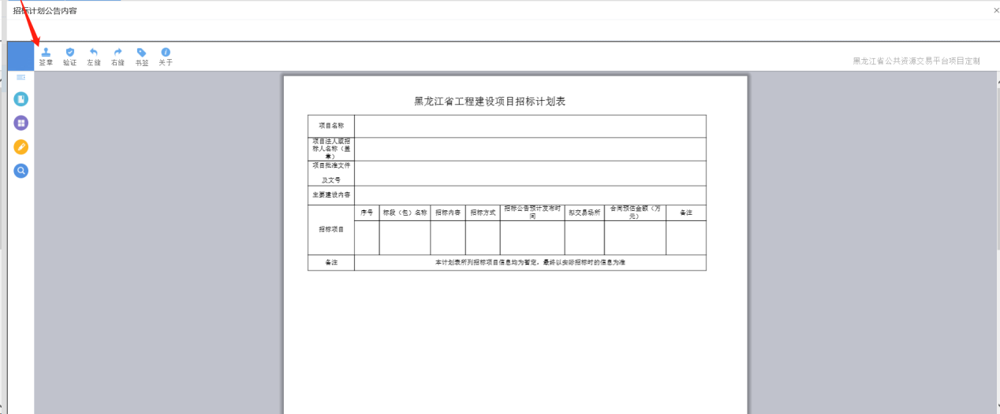 招标计划公告内容
签章 验证 左旋 右旋 书签 关于
黑龙江省公共资源交易平台项目定制
黑龙江省工程建设项目招标计划表
项目名称
项目法人或招
标人名称（盖
章）
项目批准文件
及文号
主要建设内容
招标项目
序号 标段（包）名称 招标内容 招标方式 招标公告预计发布时
间 拟交易场所 合同预估金额（万
元） 备注
备注 本计划表所列招标项目信息均为暂定，最终以实际招标时的信息为准